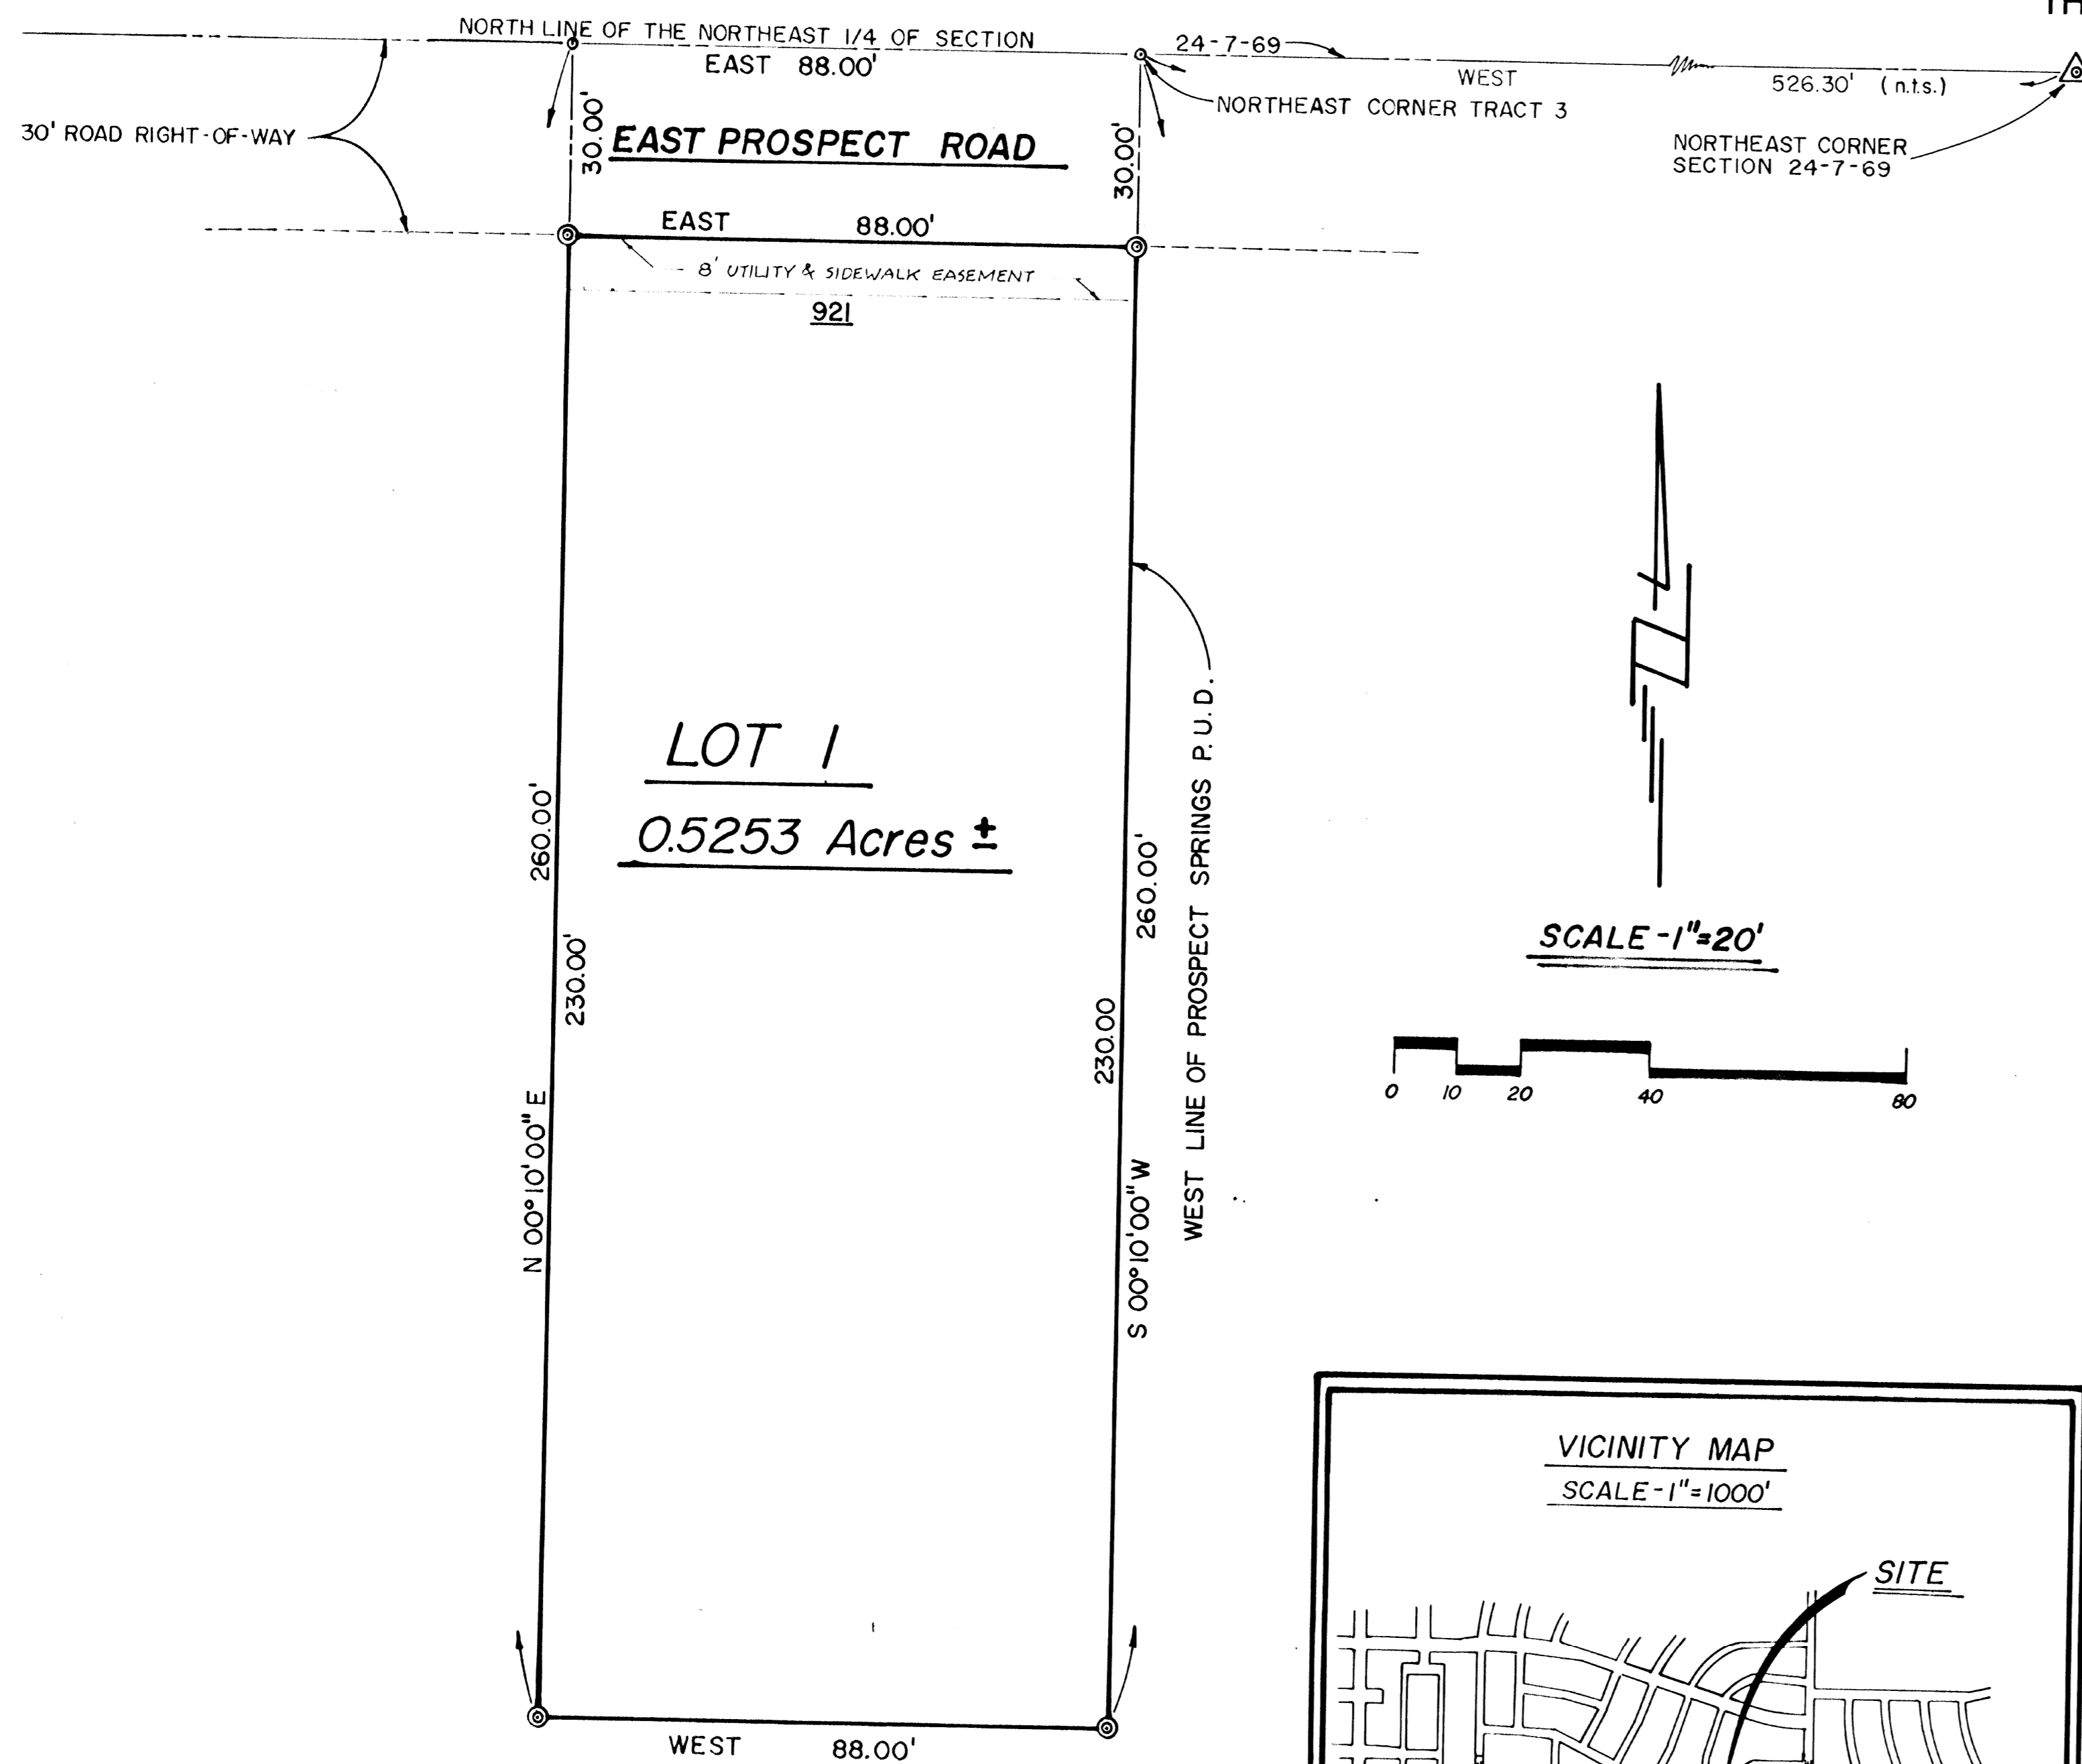 TH
NORTH LINE OF THE NORTHEAST 1/4 OF SECTION
24-7-69
EAST 88.00'
WEST
526.30' (n.t.s.)
NORTHEAST CORNER TRACT 3
30' ROAD RIGHT-OF-WAY
30.00'
EAST PROSPECT ROAD
30.00'
NORTHEAST CORNER
SECTION 24-7-69
EAST 88.00'
8' UTILITY & SIDEWALK EASEMENT
921
LOT 1
0.5253 Acres ±
260.00'
230.00'
N 00°10'00" E
260.00'
230.00
S 00°10'00" W
WEST LINE OF PROSPECT SPRINGS P.U.D.
N
SCALE-1"=20'
0 10 20 40 80
VICINITY MAP
SCALE-1"=1000'
SITE
WEST 88.00'